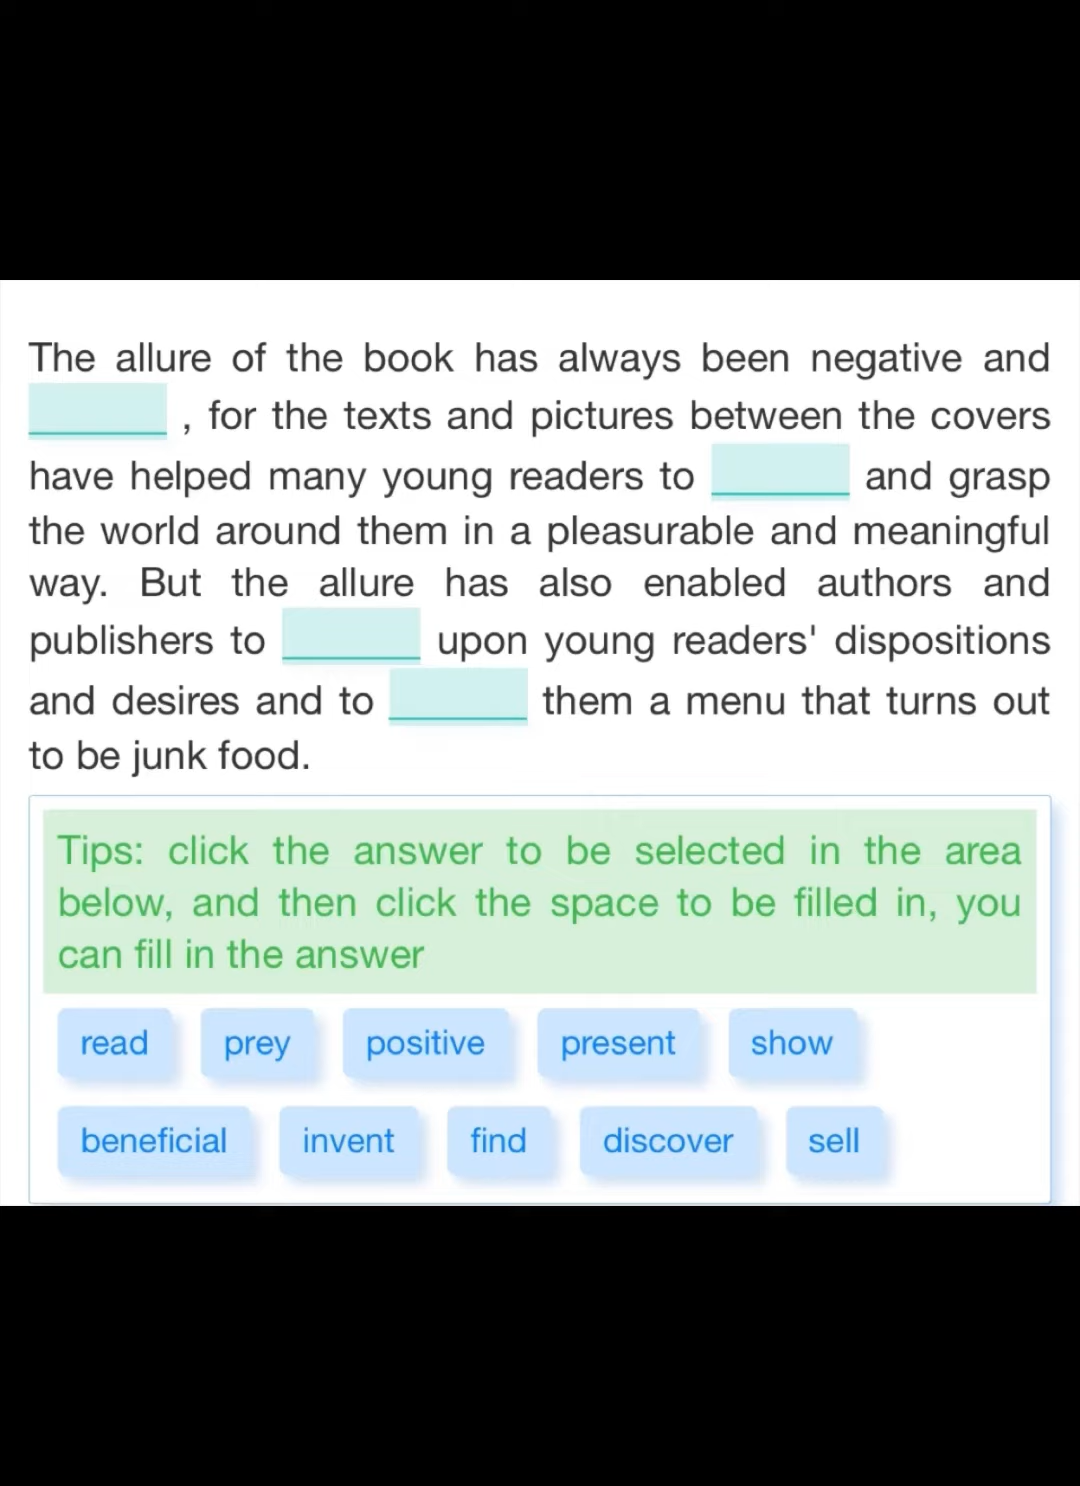 The allure of the book has always been negative and
, for the texts and pictures between the covers
have helped many young readers to and grasp
the world around them in a pleasurable and meaningful
way. But the allure has also enabled authors and
publishers to upon young readers' dispositions
and desires and to them a menu that turns out
to be junk food.
Tips: click the answer to be selected in the area
below, and then click the space to be filled in, you
can fill in the answer
read prey positive present show
beneficial invent find discover sell